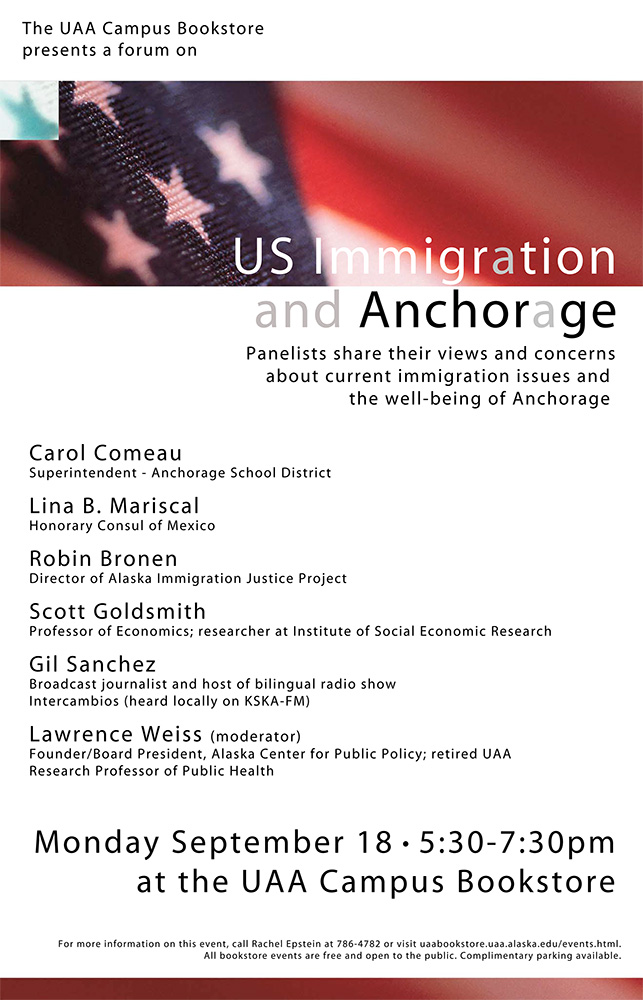 The UAA Campus Bookstore
presents a forum on
US Immigration
and Anchorage
Panelists share their views and concerns
about current immigration issues and
the well-being of Anchorage
Carol Comeau
Superintendent - Anchorage School District
Lina B. Mariscal
Honorary Consul of Mexico
Robin Bronen
Director of Alaska Immigration Justice Project
Scott Goldsmith
Professor of Economics; researcher at Institute of Social Economic Research
Gil Sanchez
Broadcast journalist and host of bilingual radio show
Intercambios (heard locally on KSKA-FM)
Lawrence Weiss (moderator)
Founder/Board President, Alaska Center for Public Policy; retired UAA
Research Professor of Public Health
Monday September 18 • 5:30-7:30pm
at the UAA Campus Bookstore
For more information on this event, call Rachel Epstein at 786-4782 or visit uaabookstore.uaa.alaska.edu/events.html.
All bookstore events are free and open to the public. Complimentary parking available.